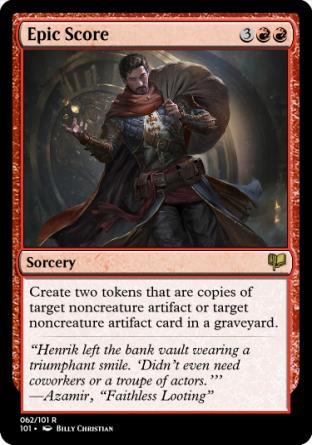 Epic Score 3
Sorcery
Create two tokens that are copies of
target noncreature artifact or target
noncreature artifact card in a graveyard.
“Henrik left the bank vault wearing a
triumphant smile. ‘Didn’t even need
coworkers or a troupe of actors.’”
—Azamir, “Faithless Looting”
062/101 R
101 • Billy Christian